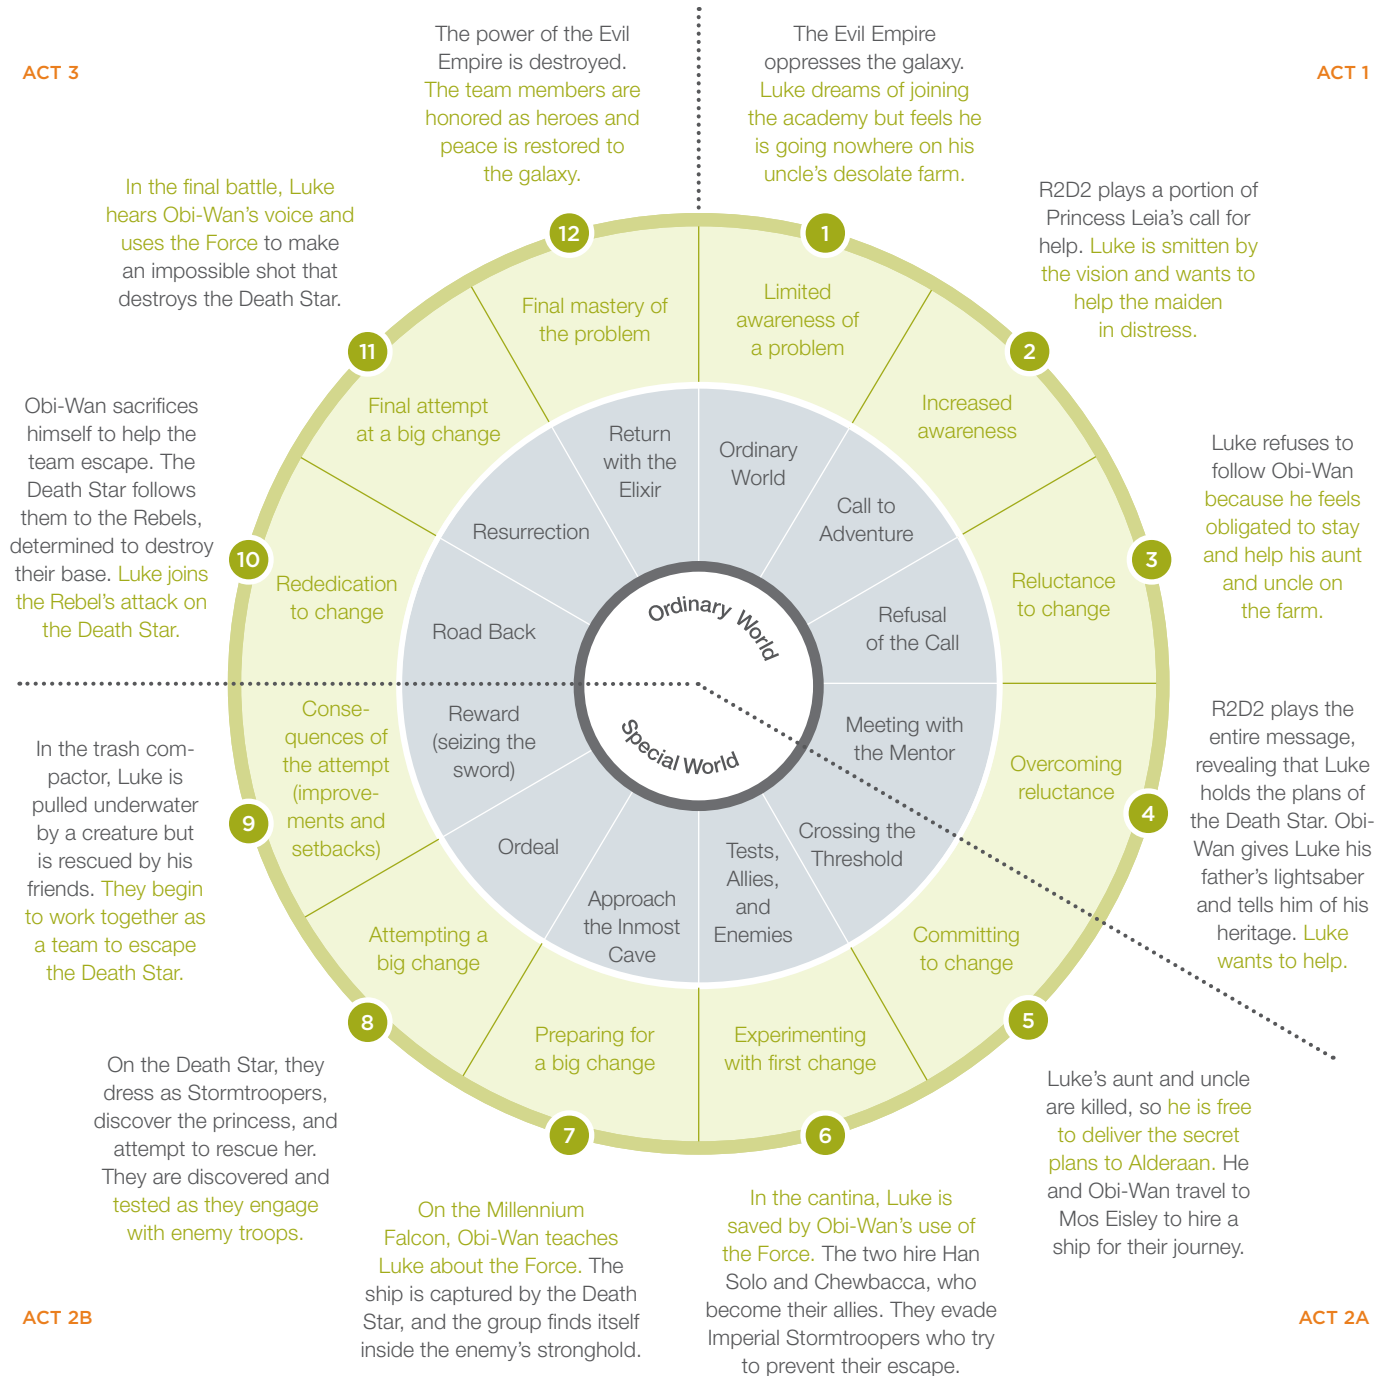 ACT 3
ACT 1
The Evil Empire
oppresses the galaxy.
Luke dreams of joining
the academy but feels he
is going nowhere on his
uncle’s desolate farm.
1
Limited
awareness of
a problem
Ordinary
World
R2D2 plays a portion of
Princess Leia’s call for
help. Luke is smitten by
the vision and wants to
help the maiden
in distress.
2
Increased
awareness
Call to
Adventure
Luke refuses to
follow Obi-Wan
because he feels
obligated to stay
and help his aunt
and uncle on
the farm.
3
Reluctance
to change
Refusal
of the Call
R2D2 plays the
entire message,
revealing that Luke
holds the plans of
the Death Star. Obi-
Wan gives Luke his
father’s lightsaber
and tells him of his
heritage. Luke
wants to help.
4
Overcoming
reluctance
Meeting with
the Mentor
Luke’s aunt and uncle
are killed, so he is free
to deliver the secret
plans to Alderaan. He
and Obi-Wan travel to
Mos Eisley to hire a
ship for their journey.
5
Committing
to change
Crossing the
Threshold
In the cantina, Luke is
saved by Obi-Wan’s use of
the Force. The two hire Han
Solo and Chewbacca, who
become their allies. They evade
Imperial Stormtroopers who try
to prevent their escape.
6
Experimenting
with first change
Tests,
Allies,
and
Enemies
On the Millennium
Falcon, Obi-Wan teaches
Luke about the Force. The
ship is captured by the Death
Star, and the group finds itself
inside the enemy’s stronghold.
7
Preparing for
a big change
Approach
the Inmost
Cave
On the Death Star, they
dress as Stormtroopers,
discover the princess, and
attempt to rescue her.
They are discovered and
tested as they engage
with enemy troops.
8
Attempting a
big change
Ordeal
In the trash com-
pactor, Luke is
pulled underwater
by a creature but
is rescued by his
friends. They begin
to work together as
a team to escape
the Death Star.
9
Conse-
quences of
the attempt
(improve-
ments and
setbacks)
Reward
(seizing the
sword)
Obi-Wan sacrifices
himself to help the
team escape. The
Death Star follows
them to the Rebels,
determined to destroy
their base. Luke joins
the Rebel’s attack on
the Death Star.
10
Rededication
to change
Road Back
In the final battle, Luke
hears Obi-Wan’s voice and
uses the Force to make
an impossible shot that
destroys the Death Star.
11
Final attempt
at a big change
Resurrection
The power of the Evil
Empire is destroyed.
The team members are
honored as heroes and
peace is restored to
the galaxy.
12
Final mastery of
the problem
Return
with the
Elixir
Ordinary World
Special World
ACT 2B
ACT 2A